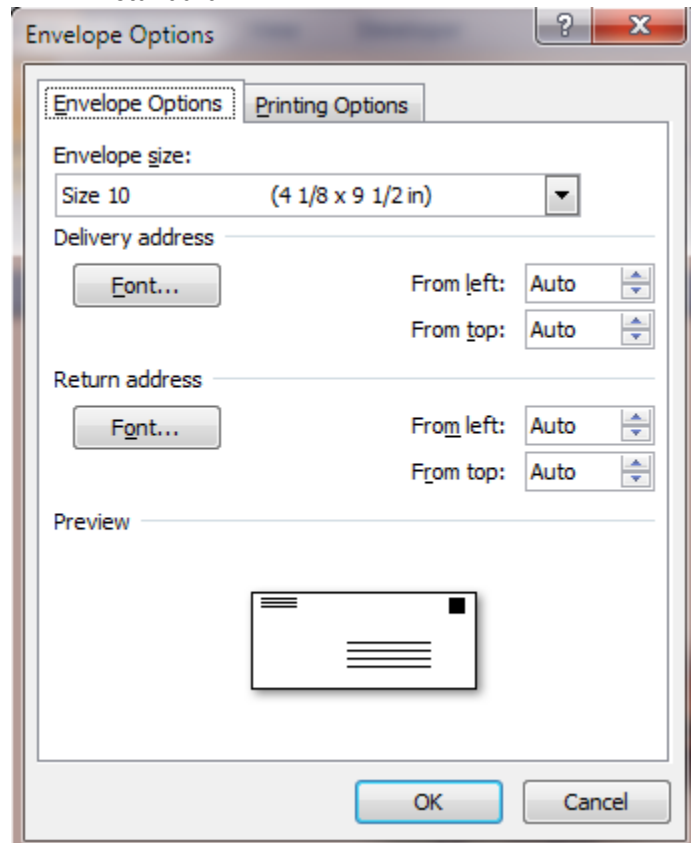 Envelope Options
Envelope Options Printing Options
Envelope size:
Size 10 (4 1/8 x 9 1/2 in)
Delivery address
Font... From left: Auto
From top: Auto
Return address
Font... From left: Auto
From top: Auto
Preview
OK Cancel